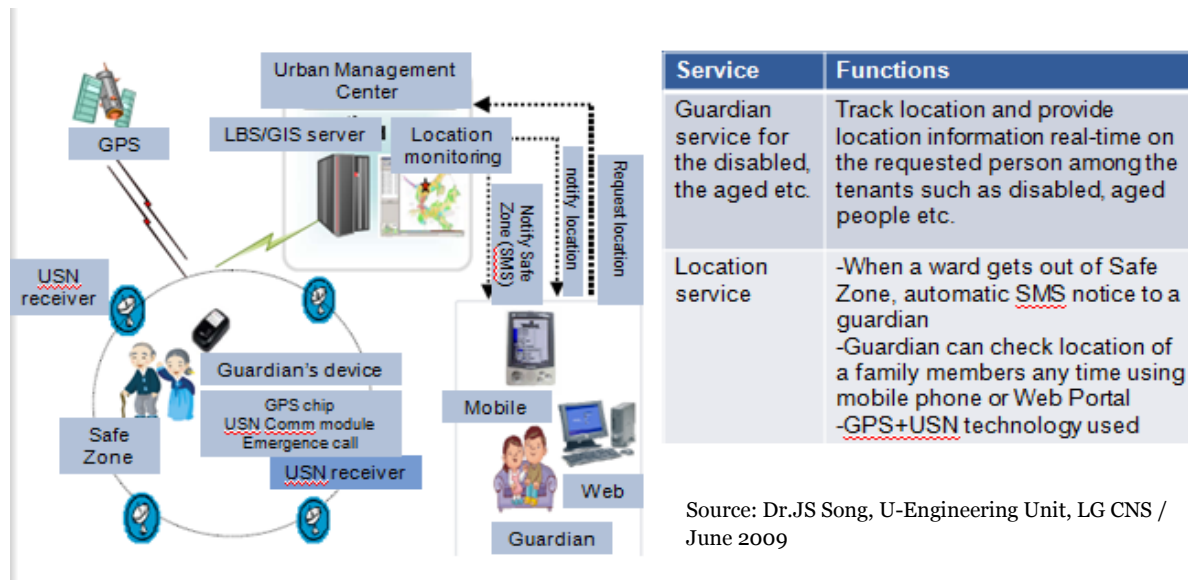 Urban Management
Center
GPS
LBS/GIS server
Location
monitoring
Notify Safe
Zone (SMS)
notify location
Request location
USN
receiver
Guardian's device
GPS chip
USN Comm module
Emergence call
Safe
Zone
USN receiver
Mobile
Web
Guardian
Service
Functions
Guardian
service for
the disabled,
the aged etc.
Track location and provide
location information real-time on
the requested person among the
tenants such as disabled, aged
people etc.
Location
service
-When a ward gets out of Safe
Zone, automatic SMS notice to a
guardian
-Guardian can check location of
a family members any time using
mobile phone or Web Portal
-GPS+USN technology used
Source: Dr.JS Song, U-Engineering Unit, LG CNS /
June 2009